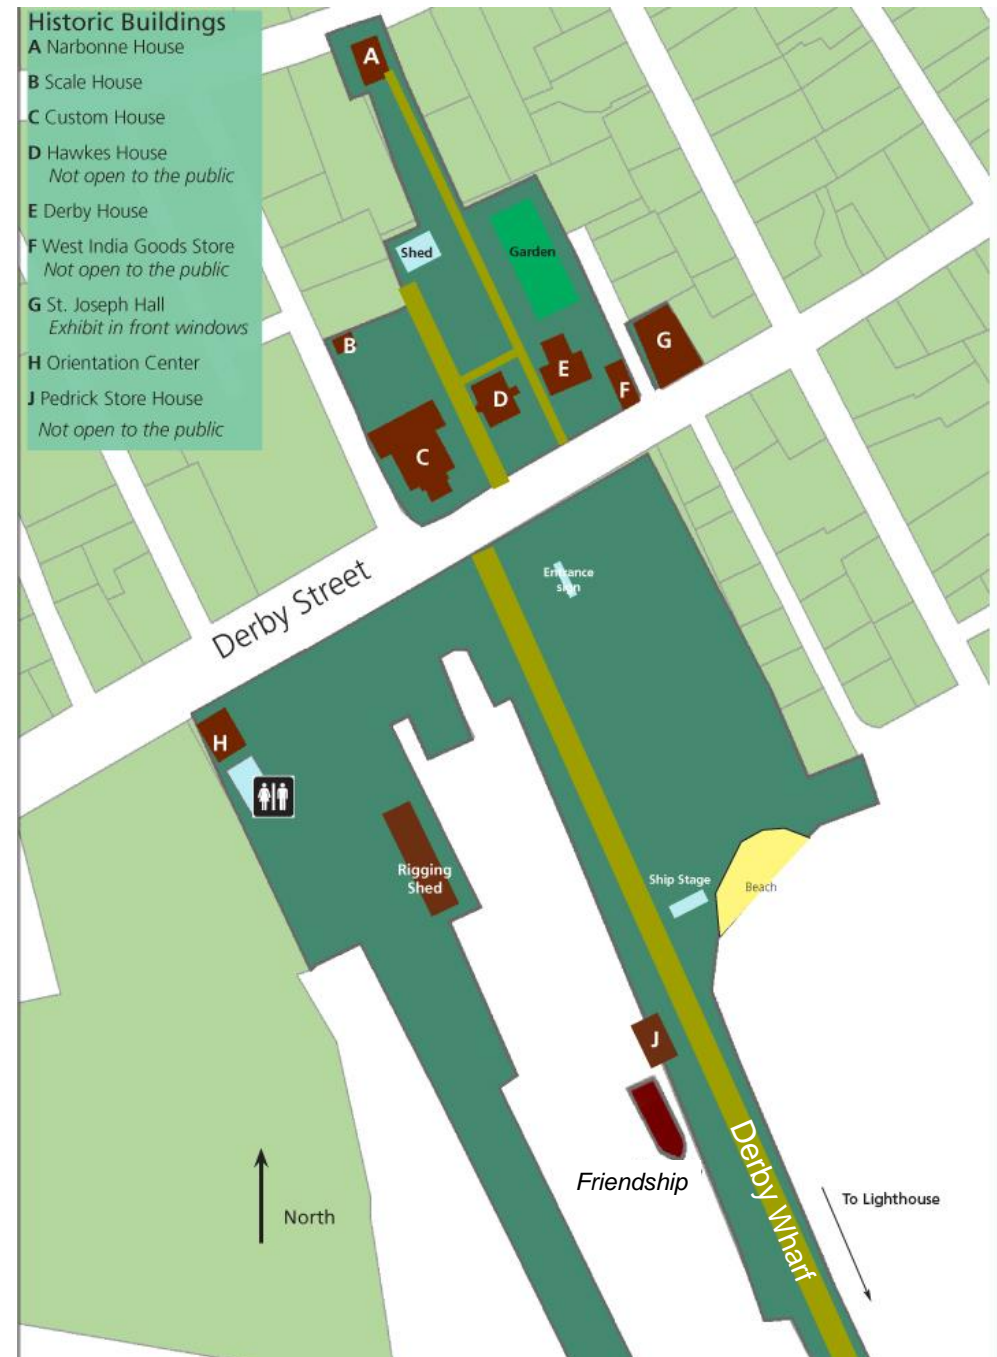 Historic Buildings
A Narbonne House
B Scale House
C Custom House
D Hawkes House
Not open to the public
E Derby House
F West India Goods Store
Not open to the public
G St. Joseph Hall
Exhibit in front windows
H Orientation Center
J Pedrick Store House
Not open to the public
A
Shed
Garden
B
G
E
D
F
C
Entrance
sign
Derby Street
H
Rigging
Shed
Ship Stage
Beach
J
Friendship
Derby Wharf
To Lighthouse
North